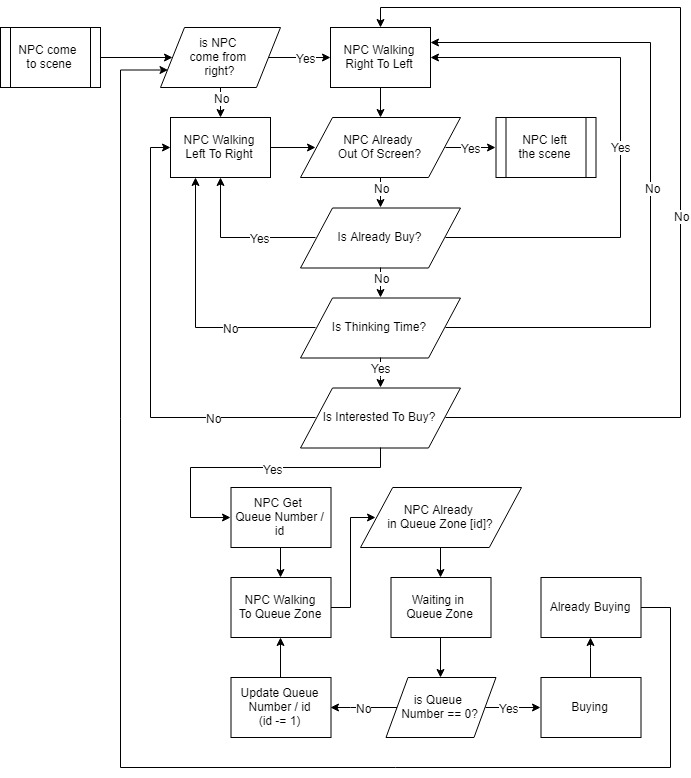 NPC come
to scene
is NPC
come from
right?
Yes
NPC Walking
Right To Left
No
NPC Walking
Left To Right
NPC Already
Out Of Screen?
Yes
NPC left
the scene
Yes
No
No
No
Is Already Buy?
Yes
No
Is Thinking Time?
No
Yes
Is Interested To Buy?
No
Yes
NPC Get
Queue Number /
id
NPC Already
in Queue Zone [id]?
NPC Walking
To Queue Zone
Waiting in
Queue Zone
Already Buying
Update Queue
Number / id
(id -= 1)
No
is Queue
Number == 0?
Yes
Buying